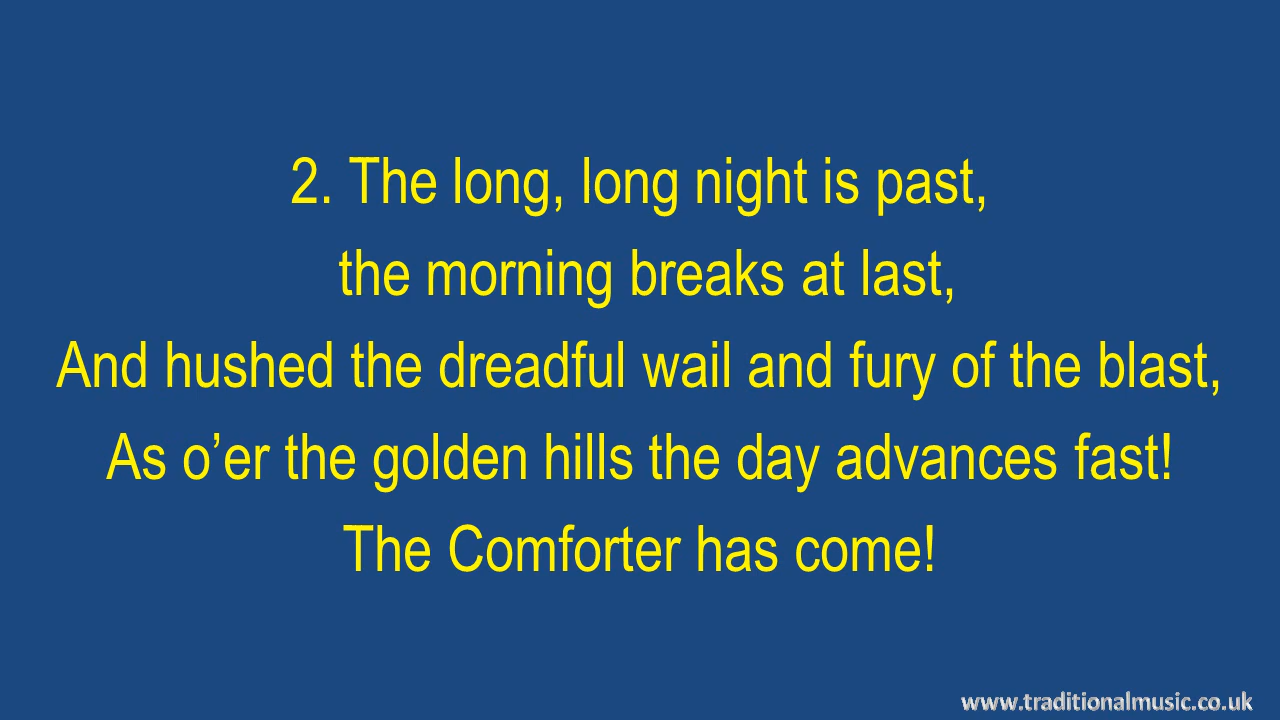 2. The long, long night is past,
the morning breaks at last,
And hushed the dreadful wail and fury of the blast,
As o’er the golden hills the day advances fast!
The Comforter has come!
www.traditionalmusic.co.uk